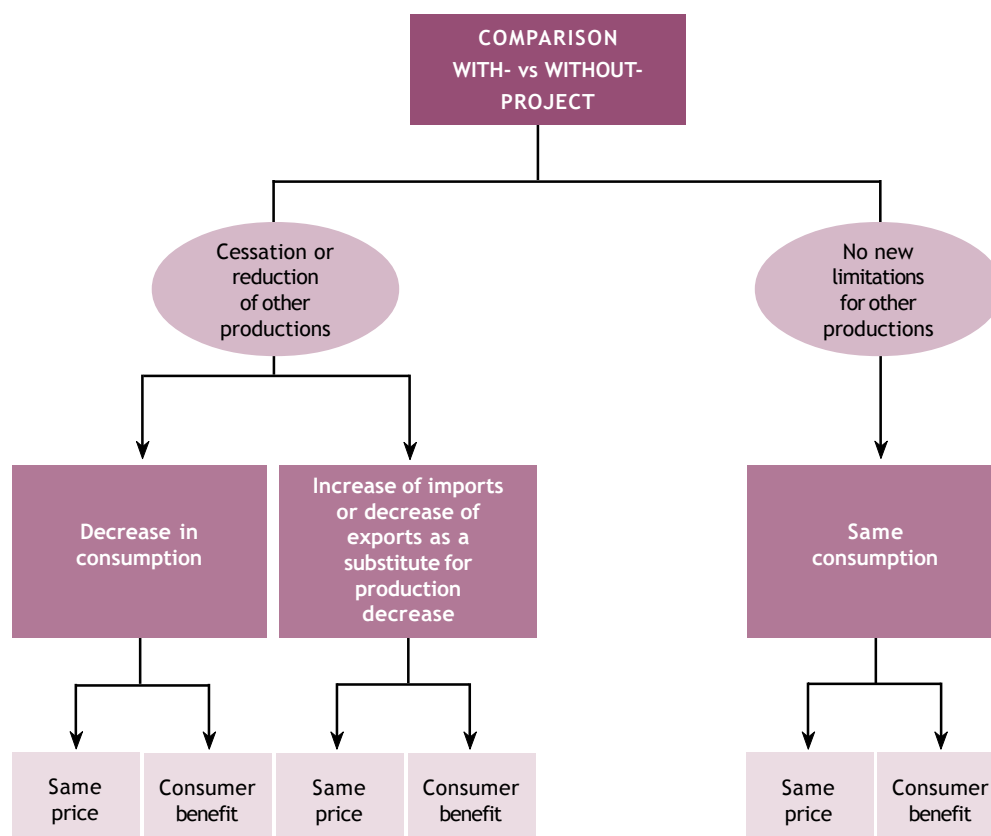 COMPARISON
WITH- vs WITHOUT-
PROJECT
Cessation or
reduction
of other
productions
No new
limitations
for other
productions
Decrease in
consumption
Increase of imports
or decrease of
exports as a
substitute for
production
decrease
Same
consumption
Same
price
Consumer
benefit
Same
price
Consumer
benefit
Same
price
Consumer
benefit